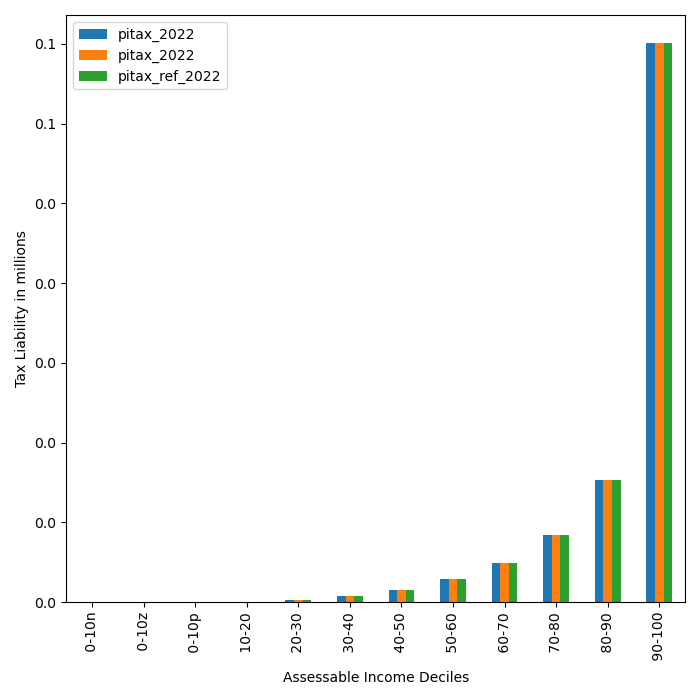 pitax_2022
pitax_2022
pitax_ref_2022
0.1
0.1
0.0
0.0
0.0
0.0
0.0
0.0
Tax Liability in millions
0-10n
0-10z
0-10p
10-20
20-30
30-40
40-50
50-60
60-70
70-80
80-90
90-100
Assessable Income Deciles